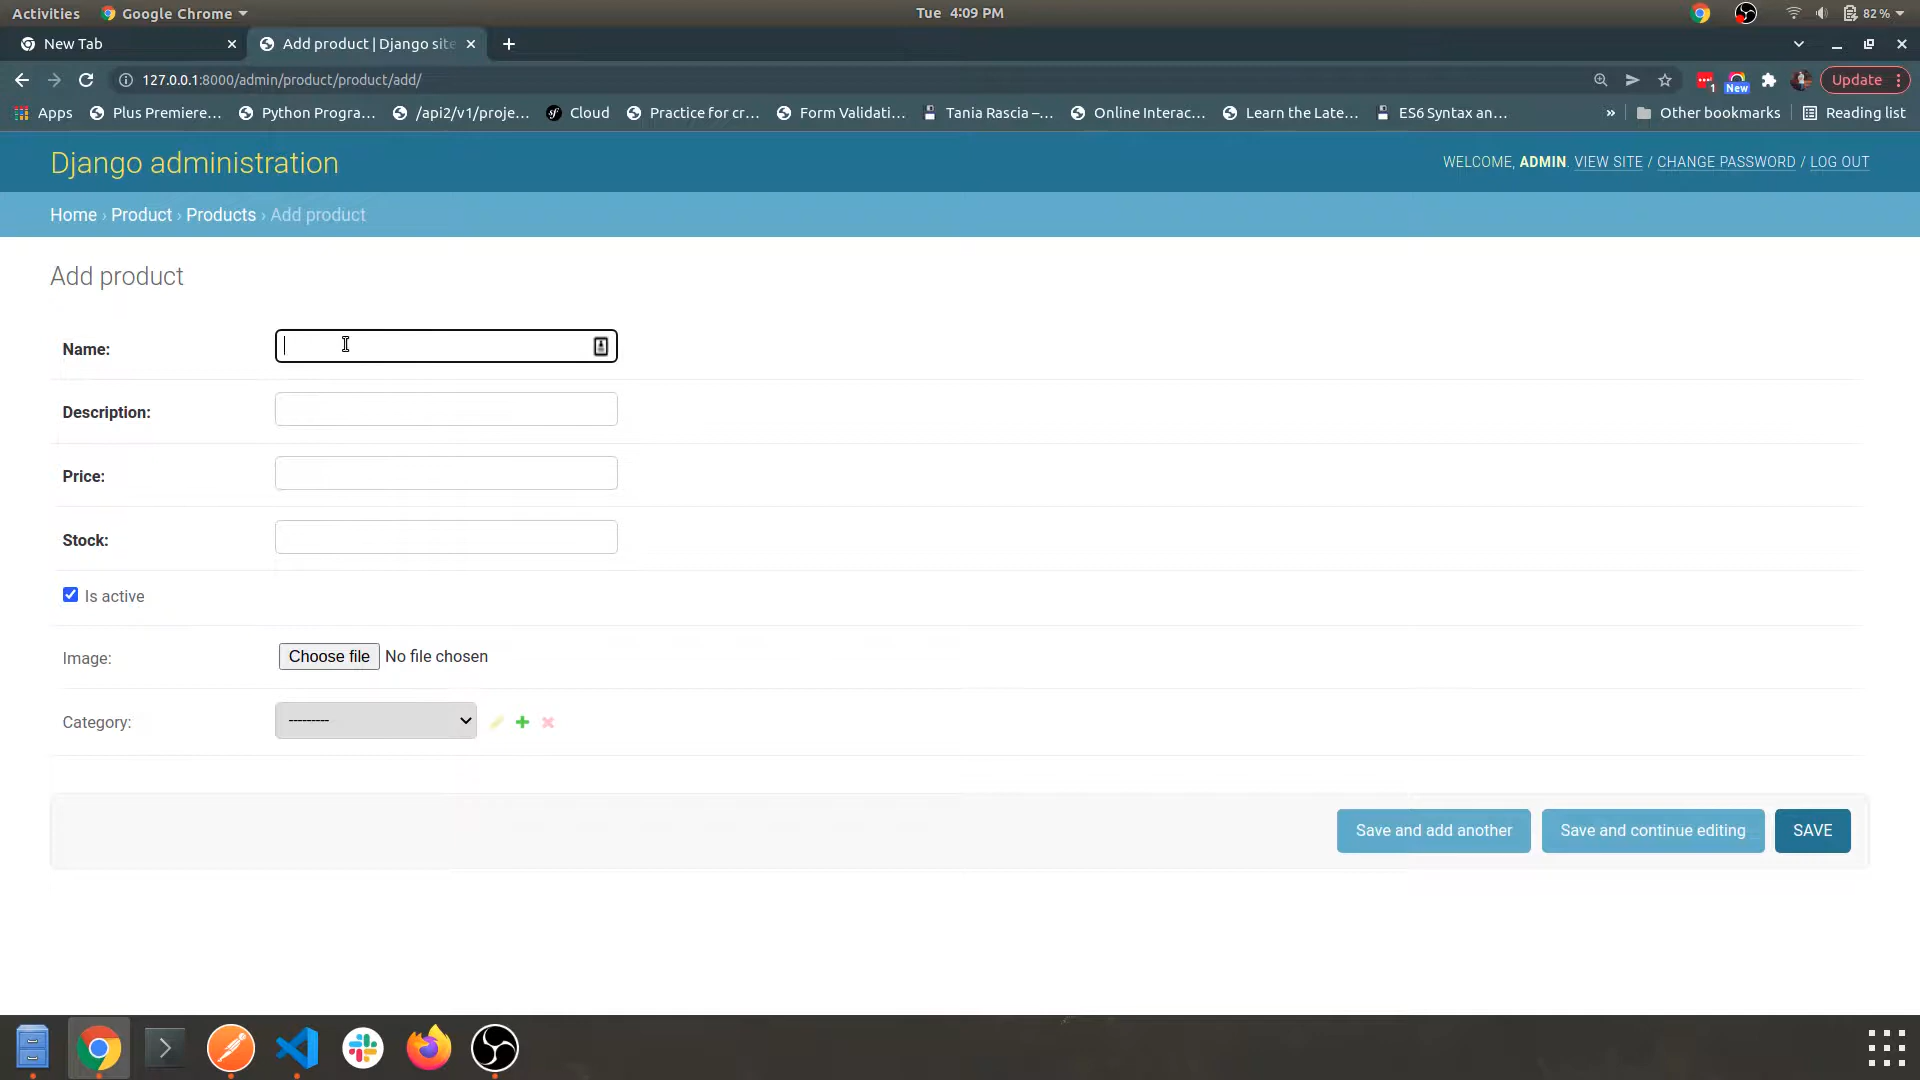 Activities Google Chrome Tue 4:09 PM 82 %
New Tab Add product | Django site
127.0.0.1:8000/admin/product/product/add/ 1 New Update
Apps Plus Premiere... Python Progra... /api2/v1/proje... Cloud Practice for cr... Form Validati... Tania Rascia –... Online Interac... Learn the Late... ES6 Syntax an... » Other bookmarks Reading list
Django administration WELCOME, ADMIN. VIEW SITE / CHANGE PASSWORD / LOG OUT
Home › Product › Products › Add product
Add product
Name:
Description:
Price:
Stock:
Is active
Image: Choose file No file chosen
Category: ---------
Save and add another Save and continue editing SAVE